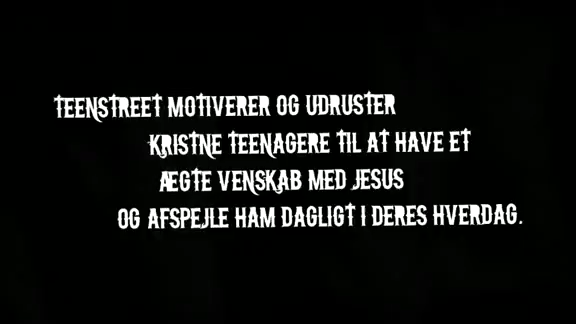 TEENSTREET MOTIVERER OG UDRUSTER
KRISTNE TEENAGERE TIL AT HAVE ET
ÆGTE VENSKAB MED JESUS
OG AFSPEJLE HAM DAGLIGT I DERES HVERDAG.